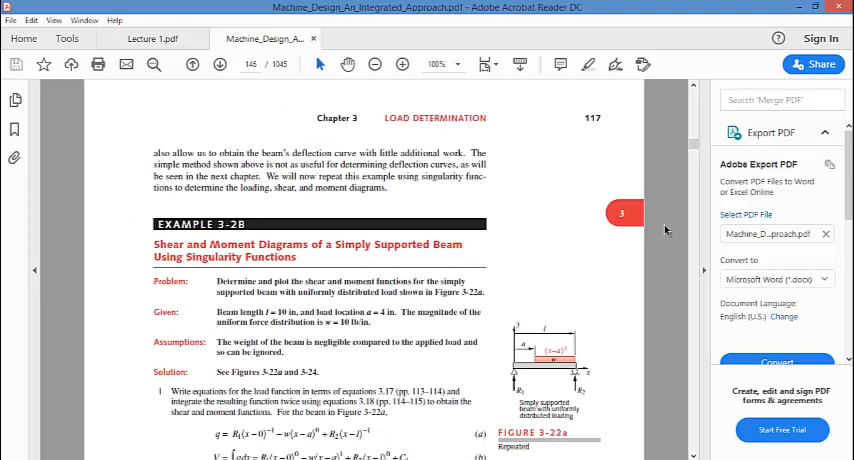 Machine_Design_An_Integrated_Approach.pdf - Adobe Acrobat Reader DC
File Edit View Window Help
Home Tools Lecture 1.pdf Machine_Design_A... × Sign In
146 / 1045 100% Share
Chapter 3 LOAD DETERMINATION 117
also allow us to obtain the beam's deflection curve with little additional work. The
simple method shown above is not as useful for determining deflection curves, as will
be seen in the next chapter. We will now repeat this example using singularity func-
tions to determine the loading, shear, and moment diagrams.
3
EXAMPLE 3-2B
Shear and Moment Diagrams of a Simply Supported Beam
Using Singularity Functions
Problem: Determine and plot the shear and moment functions for the simply
supported beam with uniformly distributed load shown in Figure 3-22a.
Given: Beam length l = 10 in, and load location a = 4 in. The magnitude of the
uniform force distribution is w = 10 lb/in.
Assumptions: The weight of the beam is negligible compared to the applied load and
so can be ignored.
Solution: See Figures 3-22a and 3-24.
1 Write equations for the load function in terms of equations 3.17 (pp. 113–114) and
integrate the resulting function twice using equations 3.18 (pp. 114–115) to obtain the
shear and moment functions. For the beam in Figure 3-22a,
q = R₁⟨x − 0⟩⁻¹ − w⟨x − a⟩⁰ + R₂⟨x − l⟩⁻¹ (a)
V = ∫qdx = R₁⟨x − 0⟩⁰ − w⟨x − a⟩¹ + R₂⟨x − l⟩⁰ + C₁ (b)
y
l
a
⟨x–a⟩⁰
w
x
R₁ R₂
Simply supported
beam with uniformly
distributed loading
FIGURE 3-22a
Repeated
Search 'Merge PDF'
Export PDF
Adobe Export PDF
Convert PDF Files to Word
or Excel Online
Select PDF File
Machine_D...proach.pdf ×
Convert to
Microsoft Word (*.docx)
Document Language:
English (U.S.) Change
Convert
Create, edit and sign PDF
forms & agreements
Start Free Trial